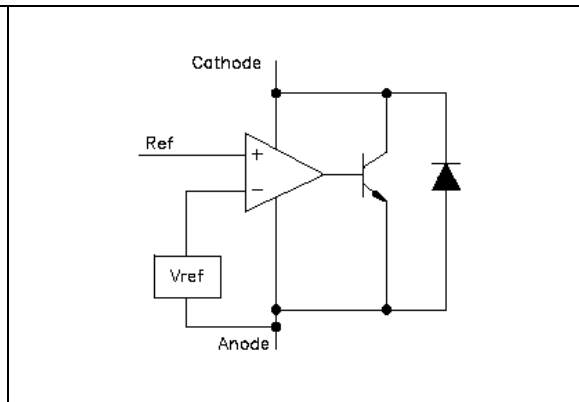 Cathode
Ref
+
−
Vref
Anode